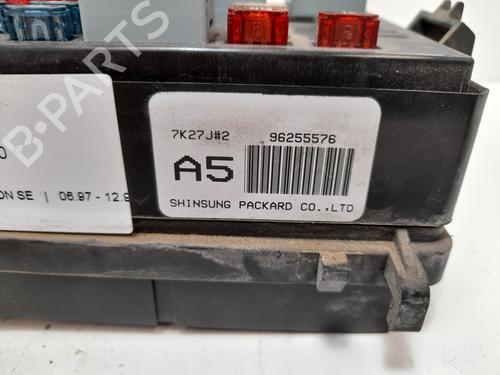 7K27J#2 96255576
A5
SHINSUNG PACKARD CO.,LTD
ON SE | 06.97 - 12.9
B-PARTS